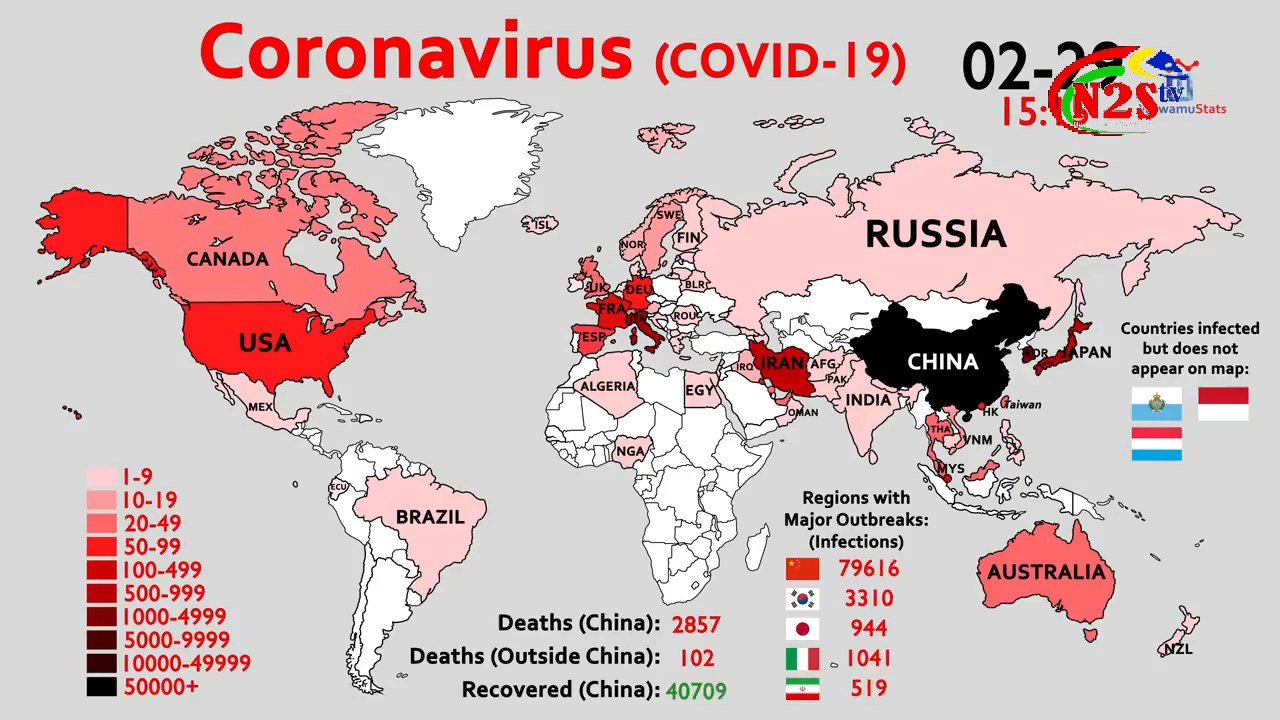 Coronavirus (COVID-19)
02-29
15:
N2S
tv
wamuStats
ISL
SWE
NOR
FIN
RUSSIA
CANADA
UK
DEU
BLR
FRA
ITA
ROU
ESP
USA
CHINA
KOR
JAPAN
Countries infected
but does not
appear on map:
IRAN
AFG
IRQ
PAK
ALGERIA
EGY
INDIA
OMAN
HK
Taiwan
MEX
THA
VNM
NGA
MYS
ECU
BRAZIL
AUSTRALIA
NZL
1-9
10-19
20-49
50-99
100-499
500-999
1000-4999
5000-9999
10000-49999
50000+
Regions with
Major Outbreaks:
(Infections)
79616
3310
944
1041
519
Deaths (China): 2857
Deaths (Outside China): 102
Recovered (China): 40709